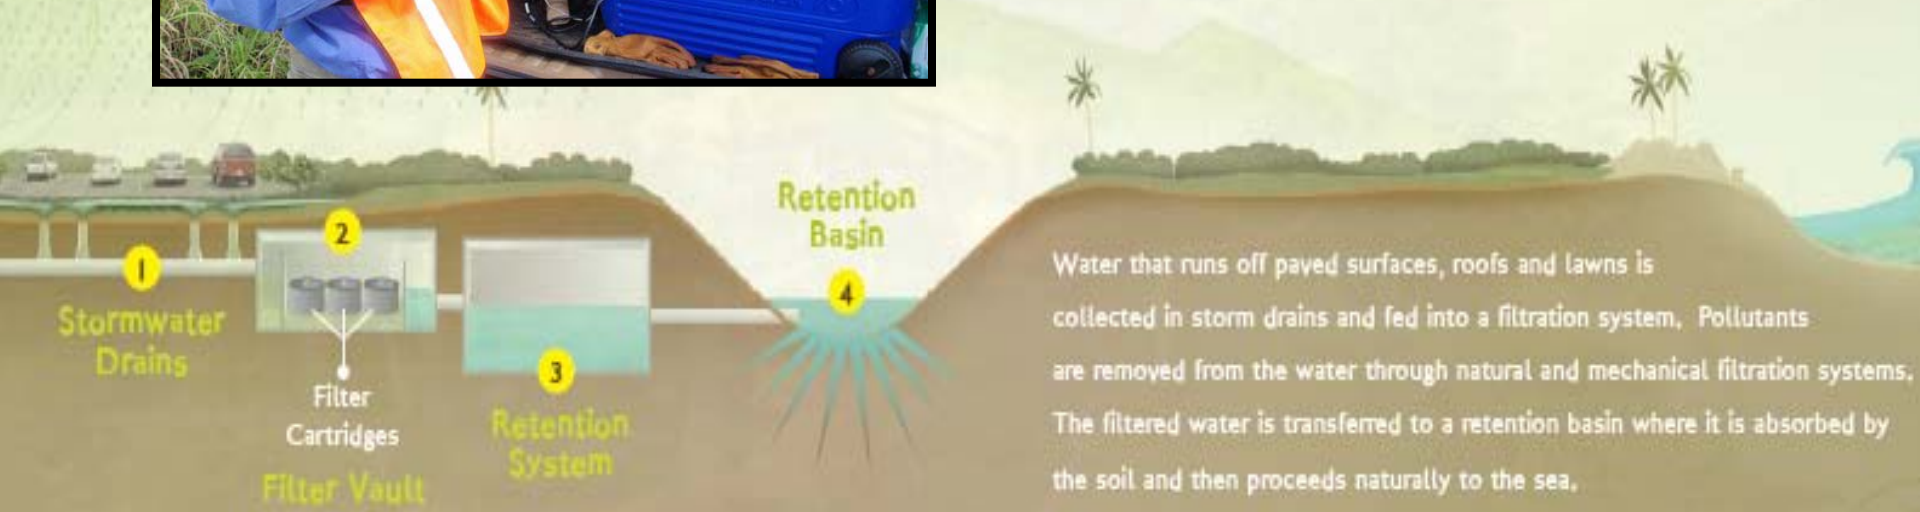 Retention
Basin
1
2
3
4
Stormwater
Drains
Filter
Cartridges
Filter Vault
Retention
System
Water that runs off paved surfaces, roofs and lawns is
collected in storm drains and fed into a filtration system. Pollutants
are removed from the water through natural and mechanical filtration systems.
The filtered water is transferred to a retention basin where it is absorbed by
the soil and then proceeds naturally to the sea.